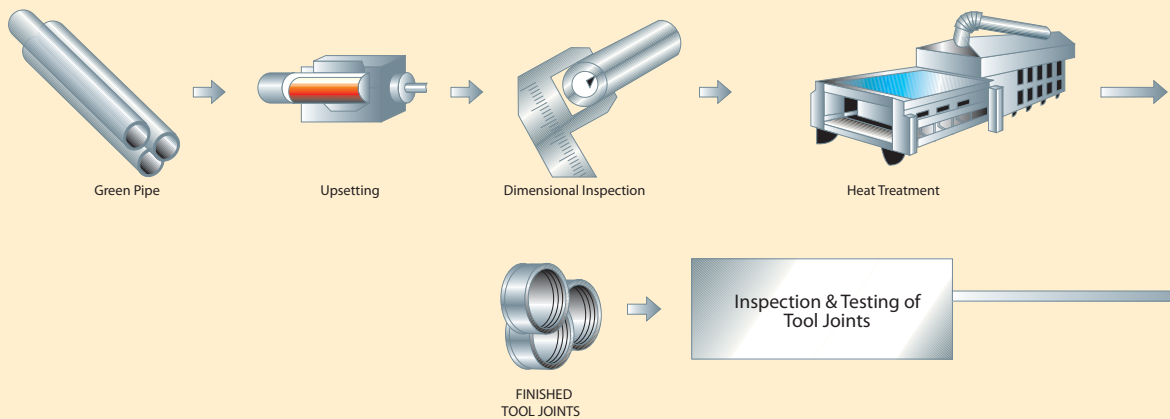 Green Pipe
Upsetting
Dimensional Inspection
Heat Treatment
FINISHED
TOOL JOINTS
Inspection & Testing of
Tool Joints